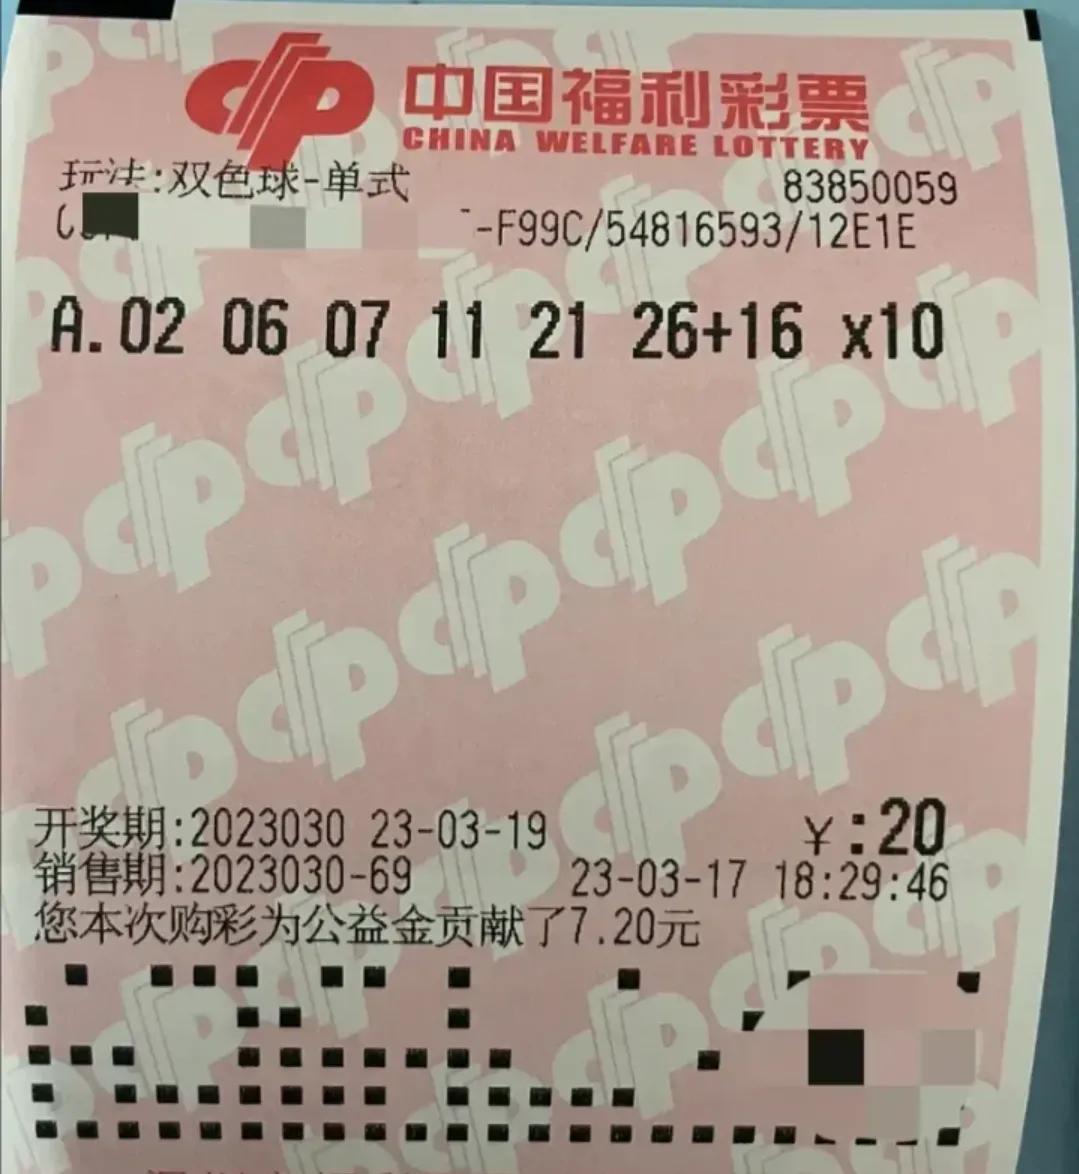 中国福利彩票
CHINA WELFARE LOTTERY
玩法:双色球-单式 83850059
-F99C/54816593/12E1E
A.02 06 07 11 21 26+16 x10
开奖期:2023030 23-03-19 ¥:20
销售期:2023030-69 23-03-17 18:29:46
您本次购彩为公益金贡献了7.20元